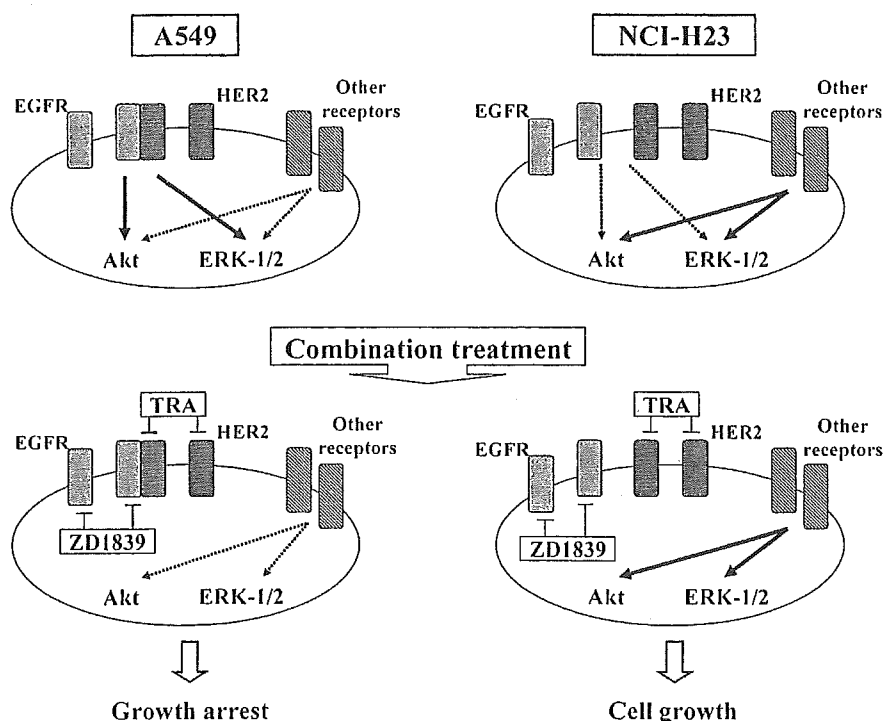 A549
NCI-H23
EGFR
HER2
Other
receptors
Akt
ERK-1/2
EGFR
HER2
Other
receptors
Akt
ERK-1/2
Combination treatment
TRA
EGFR
HER2
Other
receptors
ZD1839
Akt
ERK-1/2
Growth arrest
TRA
EGFR
HER2
Other
receptors
ZD1839
Akt
ERK-1/2
Cell growth